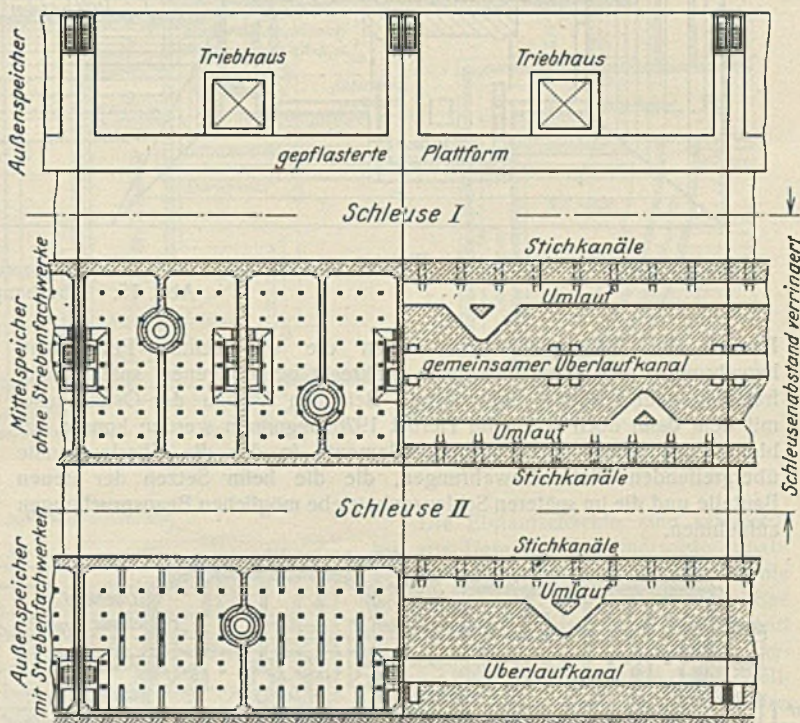 Außenspeicher
Triebhaus
Triebhaus
gepflasterte Plattform
Schleuse I
Mittelspeicher
ohne Strebenfachwerke
Stichkanäle
Umlauf
gemeinsamer Überlaufkanal
Umlauf
Stichkanäle
Schleusenabstand verringert
Schleuse II
Außenspeicher
mit Strebenfachwerken
Stichkanäle
Umlauf
Überlaufkanal